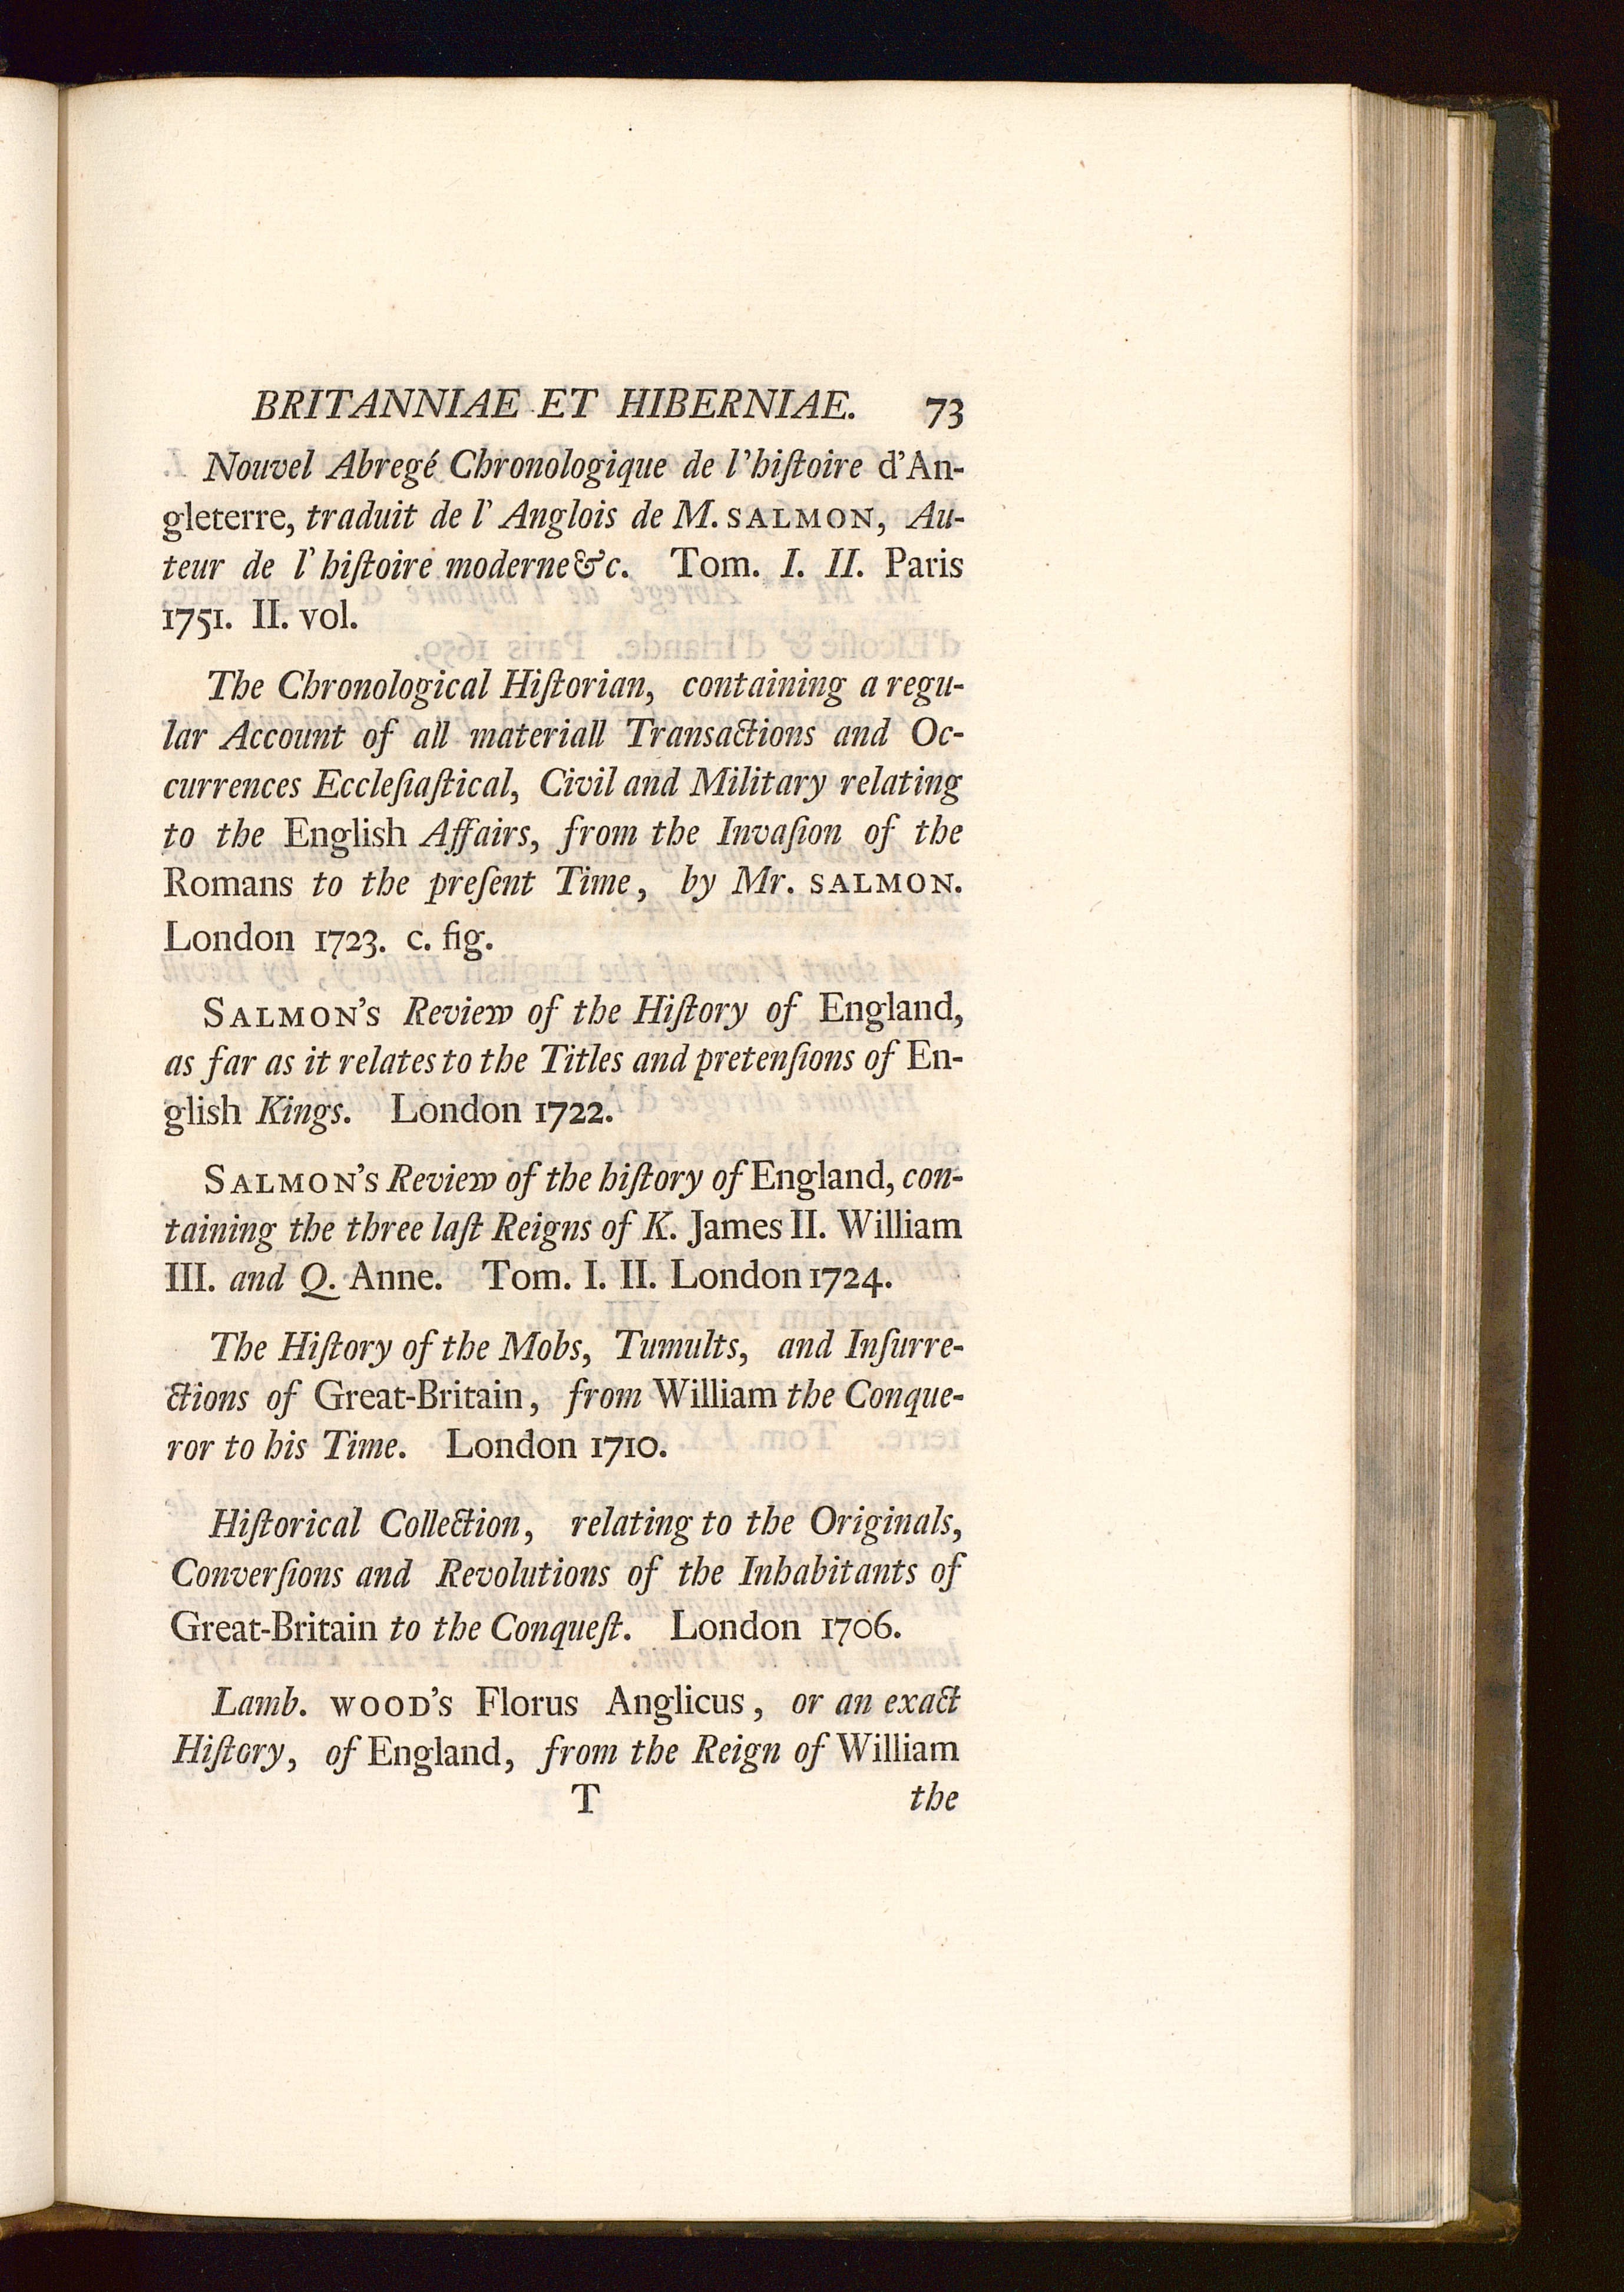 BRITANNIAE ET HIBERNIAE. 73
Nouvel Abregé Chronologique de l'hiſtoire d'An-
gleterre, traduit de l' Anglois de M. SALMON, Au-
teur de l' hiſtoire moderne &c. Tom. I. II. Paris
1751. II. vol.
The Chronological Hiſtorian, containing a regu-
lar Account of all materiall Transactions and Oc-
currences Eccleſiaſtical, Civil and Military relating
to the English Affairs, from the Invaſion of the
Romans to the preſent Time, by Mr. SALMON.
London 1723. c. fig.
SALMON'S Review of the Hiſtory of England,
as far as it relates to the Titles and pretenſions of En-
glish Kings. London 1722.
SALMON'S Review of the hiſtory of England, con-
taining the three laſt Reigns of K. James II. William
III. and Q. Anne. Tom. I. II. London 1724.
The Hiſtory of the Mobs, Tumults, and Inſurre-
ctions of Great-Britain, from William the Conque-
ror to his Time. London 1710.
Hiſtorical Collection, relating to the Originals,
Converſions and Revolutions of the Inhabitants of
Great-Britain to the Conqueſt. London 1706.
Lamb. WOOD'S Florus Anglicus, or an exact
Hiſtory, of England, from the Reign of William
T the